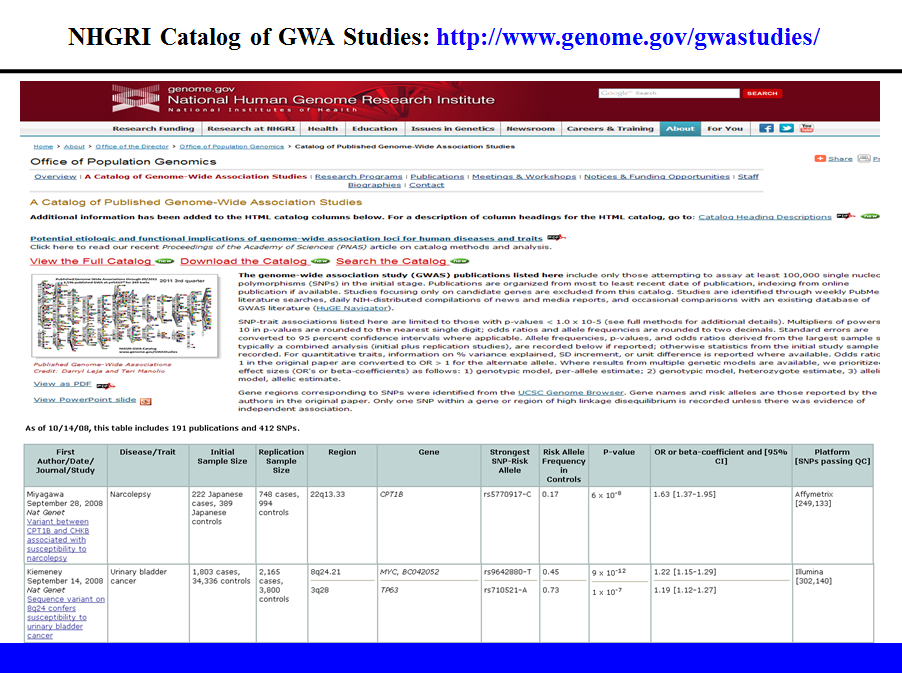 NHGRI Catalog of GWA Studies: http://www.genome.gov/gwastudies/
genome.gov
National Human Genome Research Institute
National Institutes of Health
Google™ Search
SEARCH
Research Funding Research at NHGRI Health Education Issues in Genetics Newsroom Careers & Training About For You
Home > About > Office of the Director > Office of Population Genomics > Catalog of Published Genome-Wide Association Studies
Office of Population Genomics
Share
Overview | A Catalog of Genome-Wide Association Studies | Research Programs | Publications | Meetings & Workshops | Notices & Funding Opportunities | Staff
Biographies | Contact
A Catalog of Published Genome-Wide Association Studies
Additional information has been added to the HTML catalog columns below. For a description of column headings for the HTML catalog, go to: Catalog Heading Descriptions
Potential etiologic and functional implications of genome-wide association loci for human diseases and traits.
Click here to read our recent Proceedings of the Academy of Sciences (PNAS) article on catalog methods and analysis.
View the Full Catalog Download the Catalog Search the Catalog
2011 3rd quarter
Published Genome-Wide Associations
Credit: Darryl Leja and Teri Manolio
View as PDF
View PowerPoint slide
The genome-wide association study (GWAS) publications listed here include only those attempting to assay at least 100,000 single nuclec
polymorphisms (SNPs) in the initial stage. Publications are organized from most to least recent date of publication, indexing from online
publication if available. Studies focusing only on candidate genes are excluded from this catalog. Studies are identified through weekly PubMe
literature searches, daily NIH-distributed compilations of news and media reports, and occasional comparisons with an existing database of
GWAS literature (HuGE Navigator).
SNP-trait associations listed here are limited to those with p-values < 1.0 x 10-5 (see full methods for additional details). Multipliers of powers
10 in p-values are rounded to the nearest single digit; odds ratios and allele frequencies are rounded to two decimals. Standard errors are
converted to 95 percent confidence intervals where applicable. Allele frequencies, p-values, and odds ratios derived from the largest sample s
typically a combined analysis (initial plus replication studies), are recorded below if reported; otherwise statistics from the initial study sample
recorded. For quantitative traits, information on % variance explained, SD increment, or unit difference is reported where available. Odds ratic
1 in the original paper are converted to OR > 1 for the alternate allele. Where results from multiple genetic models are available, we prioritize
effect sizes (OR's or beta-coefficients) as follows: 1) genotypic model, per-allele estimate; 2) genotypic model, heterozygote estimate, 3) alleli
model, allelic estimate.
Gene regions corresponding to SNPs were identified from the UCSC Genome Browser. Gene names and risk alleles are those reported by the
authors in the original paper. Only one SNP within a gene or region of high linkage disequilibrium is recorded unless there was evidence of
independent association.
As of 10/14/08, this table includes 191 publications and 412 SNPs.
First Author/Date/ Journal/Study Disease/Trait Initial Sample Size Replication Sample Size Region Gene Strongest SNP-Risk Allele Risk Allele Frequency in Controls P-value OR or beta-coefficient and [95% CI] Platform [SNPs passing QC]
Miyagawa Narcolepsy 222 Japanese 748 cases, 22q13.33 CPT1B rs5770917-C 0.17 6 x 10-8 1.63 [1.37-1.95] Affymetrix
September 28, 2008 cases, 389 994 [249,133]
Nat Genet Japanese controls
Variant between controls
CPT1B and CHKB
associated with
susceptibility to
narcolepsy
Kiemeney Urinary bladder 1,803 cases, 2,165 8q24.21 MYC, BC042052 rs9642880-T 0.45 9 x 10-12 1.22 [1.15-1.29] Illumina
September 14, 2008 cancer 34,336 controls cases, [302,140]
Nat Genet 3,800 3q28 TP63 rs710521-A 0.73 1 x 10-7 1.19 [1.12-1.27]
Sequence variant on controls
8q24 confers
susceptibility to
urinary bladder
cancer